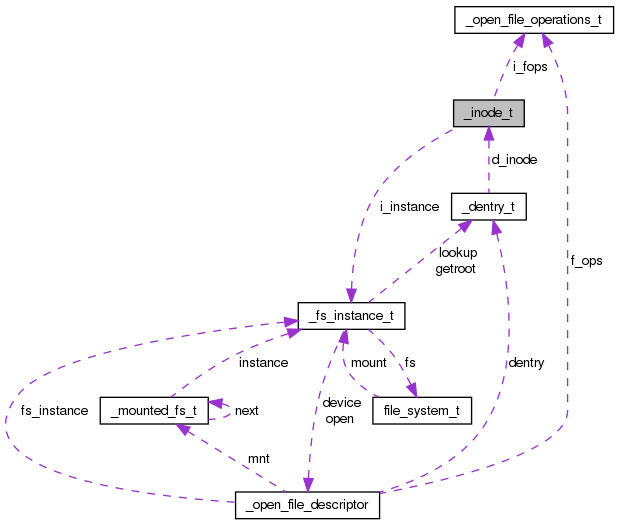 _open_file_operations_t
i_fops
_inode_t
d_inode
i_instance
_dentry_t
lookup
getroot
f_ops
_fs_instance_t
instance
mount
fs
dentry
fs_instance
_mounted_fs_t
next
device
open
file_system_t
mnt
_open_file_descriptor